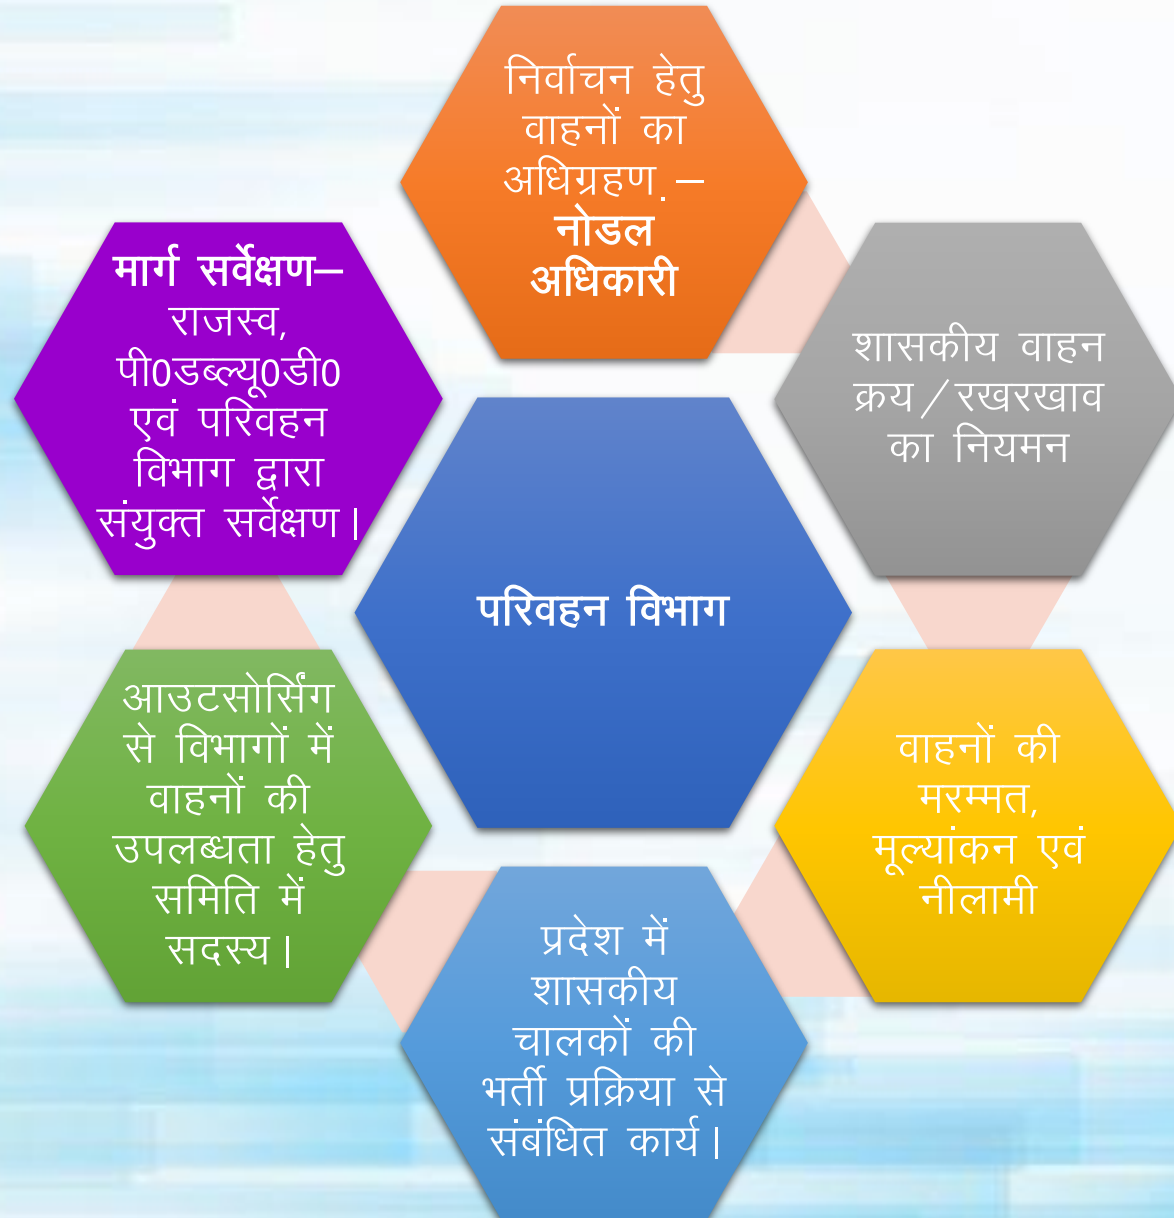 निर्वाचन हेतु
वाहनों का
अधिग्रहण.–
नोडल
अधिकारी
शासकीय वाहन
क्रय/रखरखाव
का नियमन
वाहनों की
मरम्मत,
मूल्यांकन एवं
नीलामी
प्रदेश में
शासकीय
चालकों की
भर्ती प्रक्रिया से
संबंधित कार्य।
आउटसोर्सिंग
से विभागों में
वाहनों की
उपलब्धता हेतु
समिति में
सदस्य।
मार्ग सर्वेक्षण–
राजस्व,
पी0डब्ल्यू0डी0
एवं परिवहन
विभाग द्वारा
संयुक्त सर्वेक्षण।
परिवहन विभाग